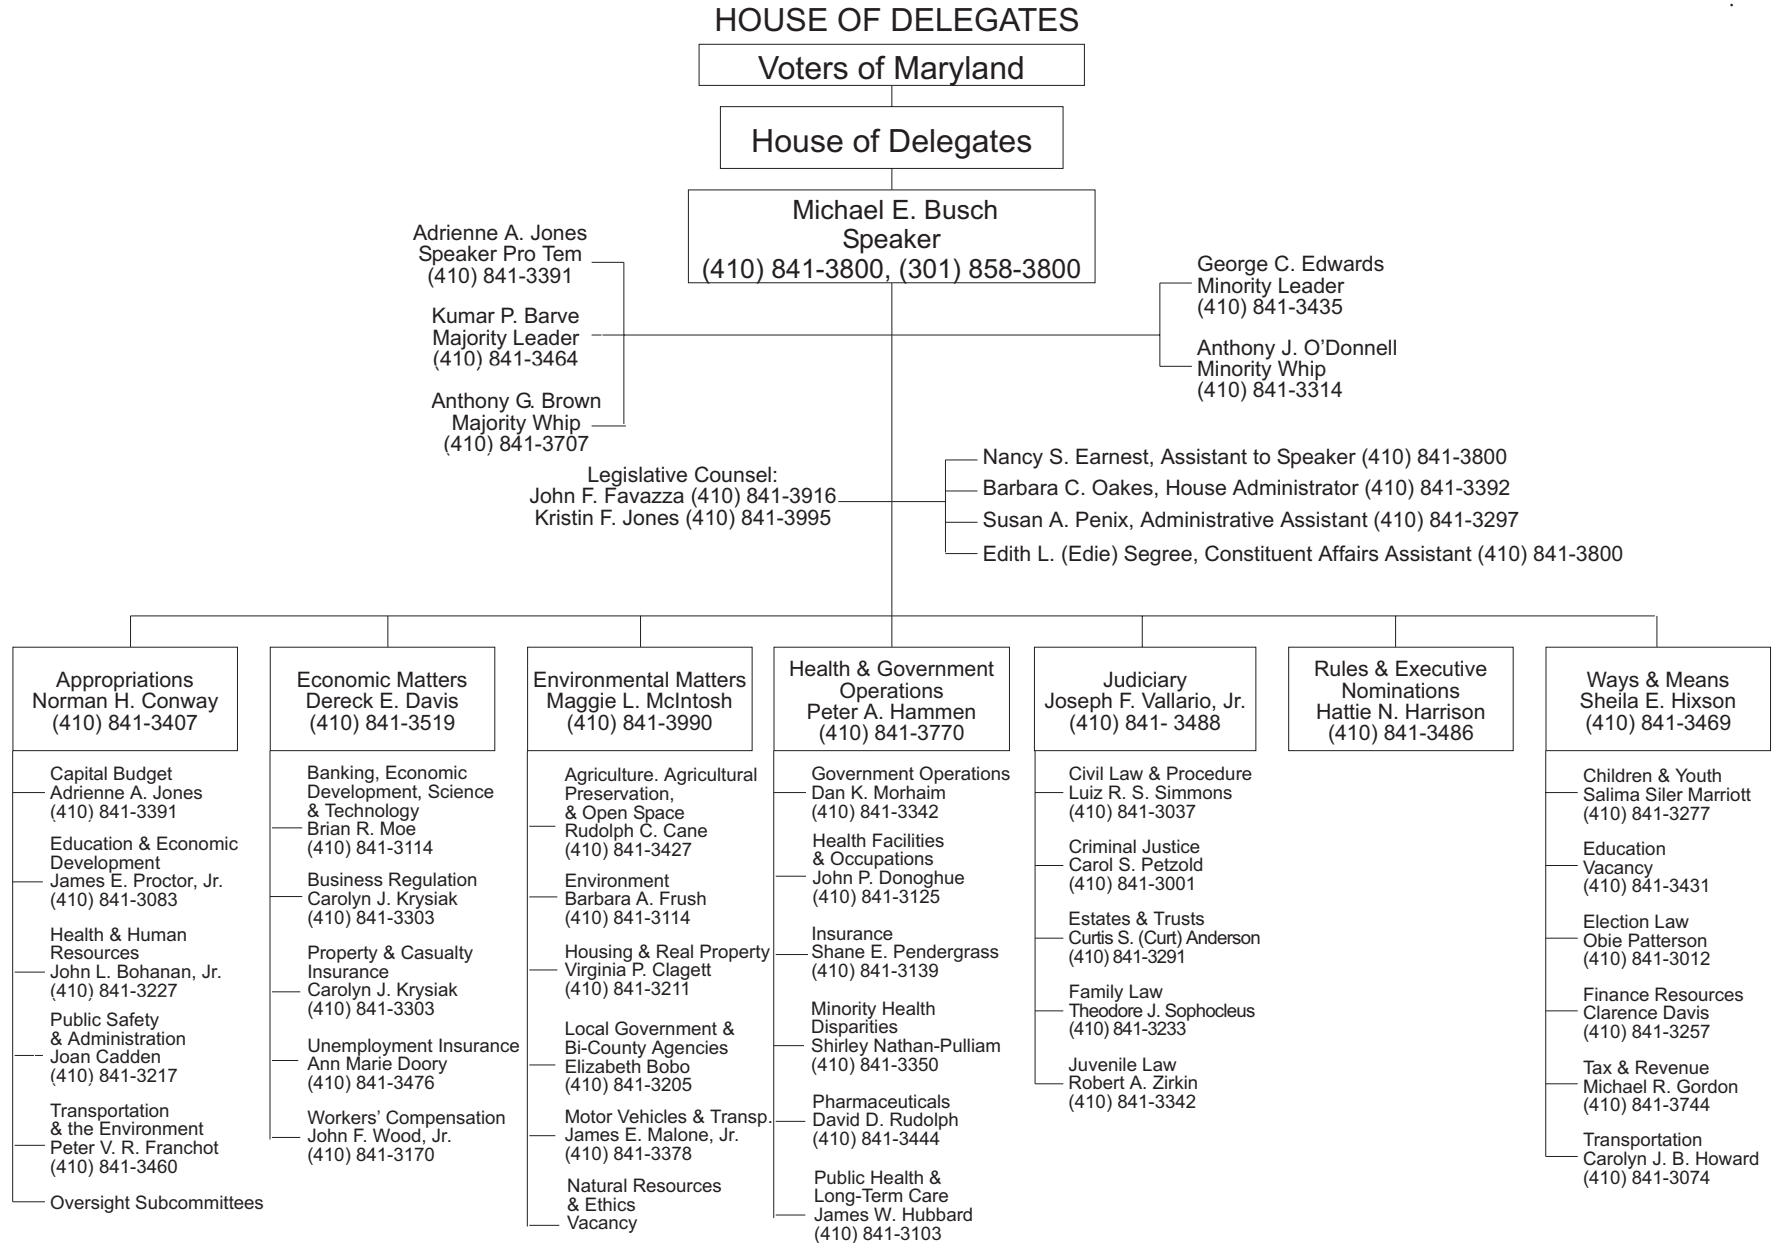 HOUSE OF DELEGATES
Voters of Maryland
House of Delegates
Michael E. Busch
Speaker
(410) 841-3800, (301) 858-3800
Adrienne A. Jones
Speaker Pro Tem
(410) 841-3391
Kumar P. Barve
Majority Leader
(410) 841-3464
Anthony G. Brown
Majority Whip
(410) 841-3707
George C. Edwards
Minority Leader
(410) 841-3435
Anthony J. O’Donnell
Minority Whip
(410) 841-3314
Legislative Counsel:
John F. Favazza (410) 841-3916
Kristin F. Jones (410) 841-3995
Nancy S. Earnest, Assistant to Speaker (410) 841-3800
Barbara C. Oakes, House Administrator (410) 841-3392
Susan A. Penix, Administrative Assistant (410) 841-3297
Edith L. (Edie) Segree, Constituent Affairs Assistant (410) 841-3800
Appropriations
Norman H. Conway
(410) 841-3407
Capital Budget
Adrienne A. Jones
(410) 841-3391
Education & Economic
Development
James E. Proctor, Jr.
(410) 841-3083
Health & Human
Resources
John L. Bohanan, Jr.
(410) 841-3227
Public Safety
& Administration
Joan Cadden
(410) 841-3217
Transportation
& the Environment
Peter V. R. Franchot
(410) 841-3460
Oversight Subcommittees
Economic Matters
Dereck E. Davis
(410) 841-3519
Banking, Economic
Development, Science
& Technology
Brian R. Moe
(410) 841-3114
Business Regulation
Carolyn J. Krysiak
(410) 841-3303
Property & Casualty
Insurance
Carolyn J. Krysiak
(410) 841-3303
Unemployment Insurance
Ann Marie Doory
(410) 841-3476
Workers’ Compensation
John F. Wood, Jr.
(410) 841-3170
Environmental Matters
Maggie L. McIntosh
(410) 841-3990
Agriculture. Agricultural
Preservation,
& Open Space
Rudolph C. Cane
(410) 841-3427
Environment
Barbara A. Frush
(410) 841-3114
Housing & Real Property
Virginia P. Clagett
(410) 841-3211
Local Government &
Bi-County Agencies
Elizabeth Bobo
(410) 841-3205
Motor Vehicles & Transp.
James E. Malone, Jr.
(410) 841-3378
Natural Resources
& Ethics
Vacancy
Health & Government
Operations
Peter A. Hammen
(410) 841-3770
Government Operations
Dan K. Morhaim
(410) 841-3342
Health Facilities
& Occupations
John P. Donoghue
(410) 841-3125
Insurance
Shane E. Pendergrass
(410) 841-3139
Minority Health
Disparities
Shirley Nathan-Pulliam
(410) 841-3350
Pharmaceuticals
David D. Rudolph
(410) 841-3444
Public Health &
Long-Term Care
James W. Hubbard
(410) 841-3103
Judiciary
Joseph F. Vallario, Jr.
(410) 841- 3488
Civil Law & Procedure
Luiz R. S. Simmons
(410) 841-3037
Criminal Justice
Carol S. Petzold
(410) 841-3001
Estates & Trusts
Curtis S. (Curt) Anderson
(410) 841-3291
Family Law
Theodore J. Sophocleus
(410) 841-3233
Juvenile Law
Robert A. Zirkin
(410) 841-3342
Rules & Executive
Nominations
Hattie N. Harrison
(410) 841-3486
Ways & Means
Sheila E. Hixson
(410) 841-3469
Children & Youth
Salima Siler Marriott
(410) 841-3277
Education
Vacancy
(410) 841-3431
Election Law
Obie Patterson
(410) 841-3012
Finance Resources
Clarence Davis
(410) 841-3257
Tax & Revenue
Michael R. Gordon
(410) 841-3744
Transportation
Carolyn J. B. Howard
(410) 841-3074